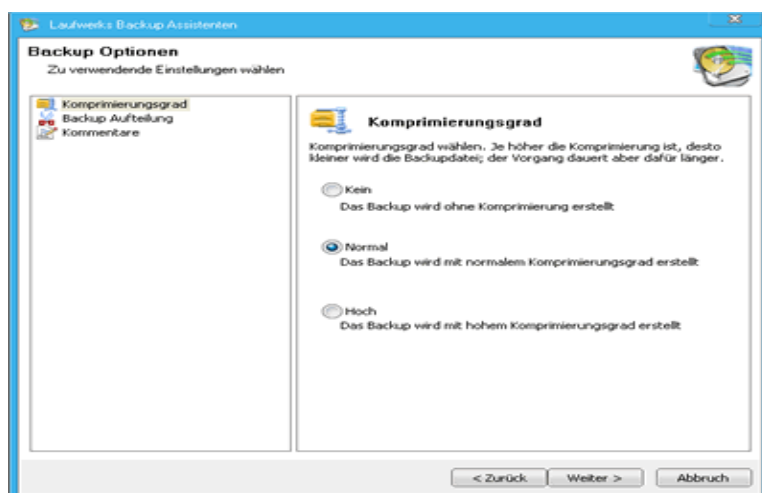 Laufwerks Backup Assistenten
Backup Optionen
Zu verwendende Einstellungen wählen
Komprimierungsgrad
Backup Aufteilung
Kommentare
Komprimierungsgrad
Komprimierungsgrad wählen. Je höher die Komprimierung ist, desto
kleiner wird die Backupdatei; der Vorgang dauert aber dafür länger.
Kein
Das Backup wird ohne Komprimierung erstellt
Normal
Das Backup wird mit normalem Komprimierungsgrad erstellt
Hoch
Das Backup wird mit hohem Komprimierungsgrad erstellt
< Zurück Weiter > Abbruch